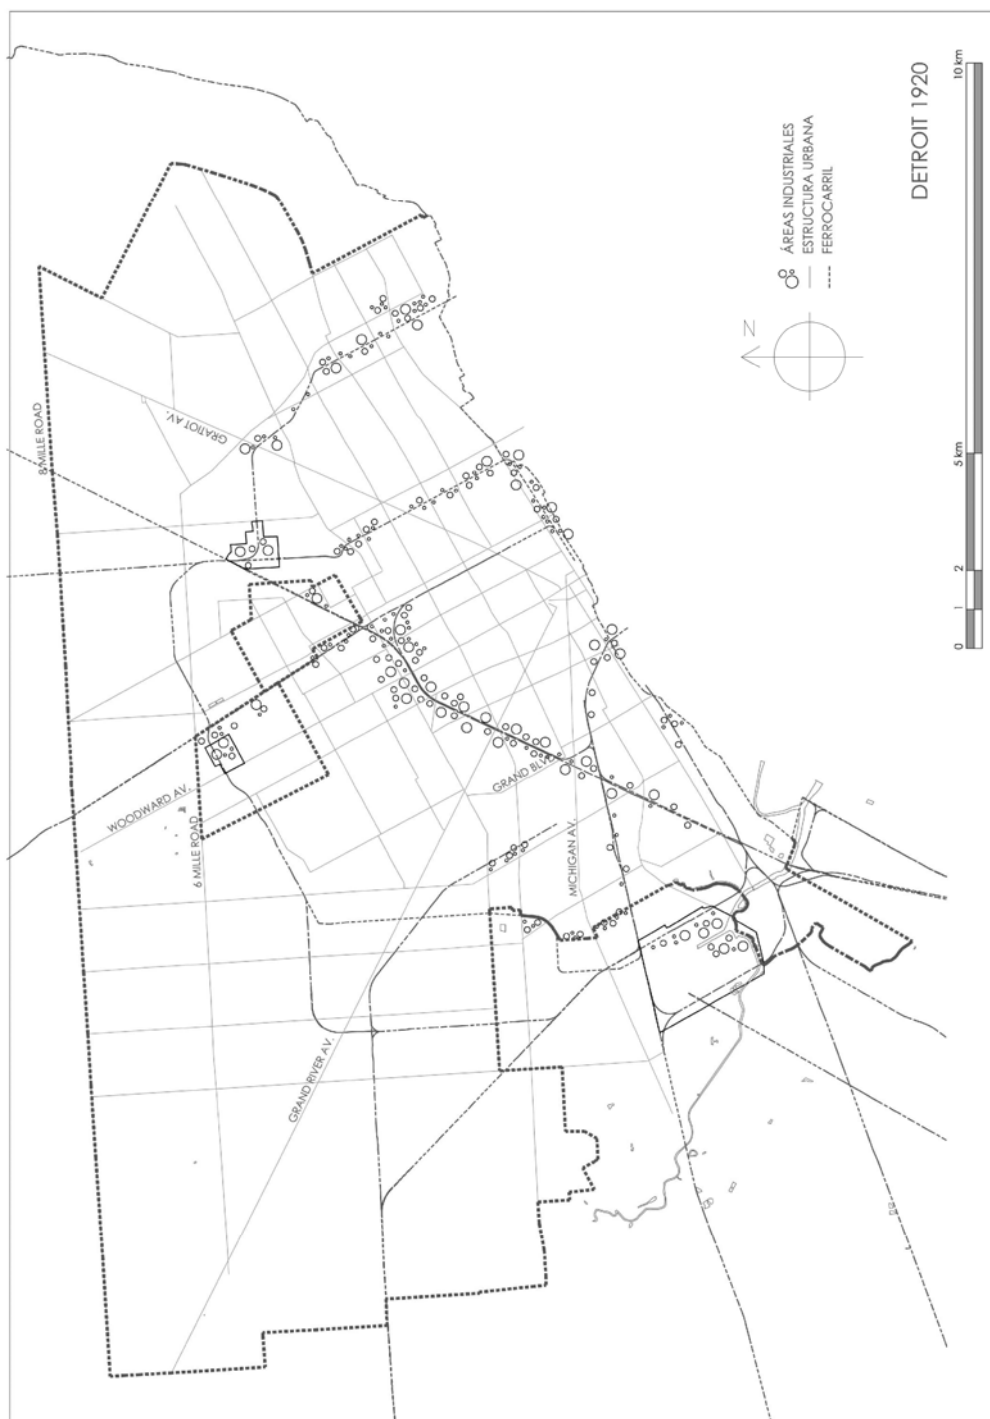 DETROIT 1920
ÁREAS INDUSTRIALES
ESTRUCTURA URBANA
FERROCARRIL
N
0
1
2
5 km
10 km
8 MILLE ROAD
GRATIOT AV.
WOODWARD AV.
6 MILLE ROAD
GRAND BLVD
MICHIGAN AV.
GRAND RIVER AV.